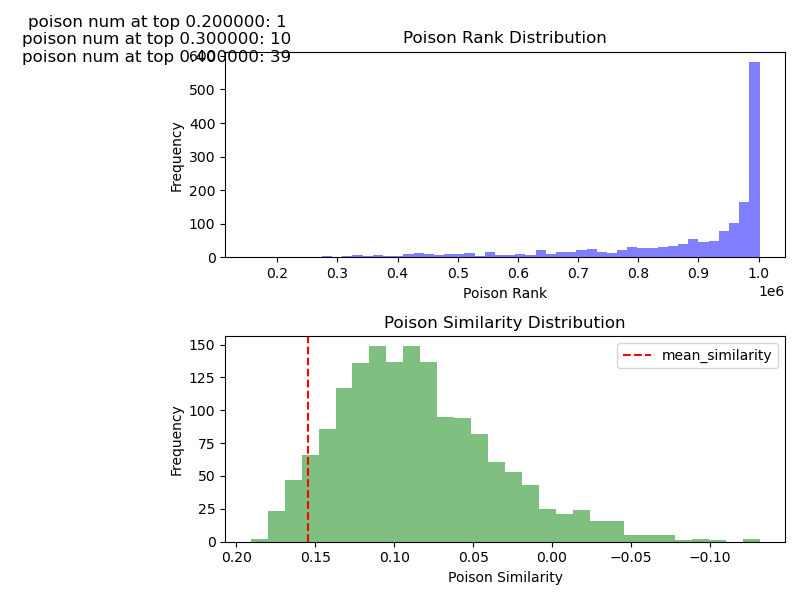 poison num at top 0.200000: 1
poison num at top 0.300000: 10
poison num at top 0.400000: 39
Poison Rank Distribution
600
500
400
300
200
100
0
Frequency
0.2 0.3 0.4 0.5 0.6 0.7 0.8 0.9 1.0
1e6
Poison Rank
Poison Similarity Distribution
mean_similarity
150
125
100
75
50
25
0
Frequency
0.20 0.15 0.10 0.05 0.00 −0.05 −0.10
Poison Similarity